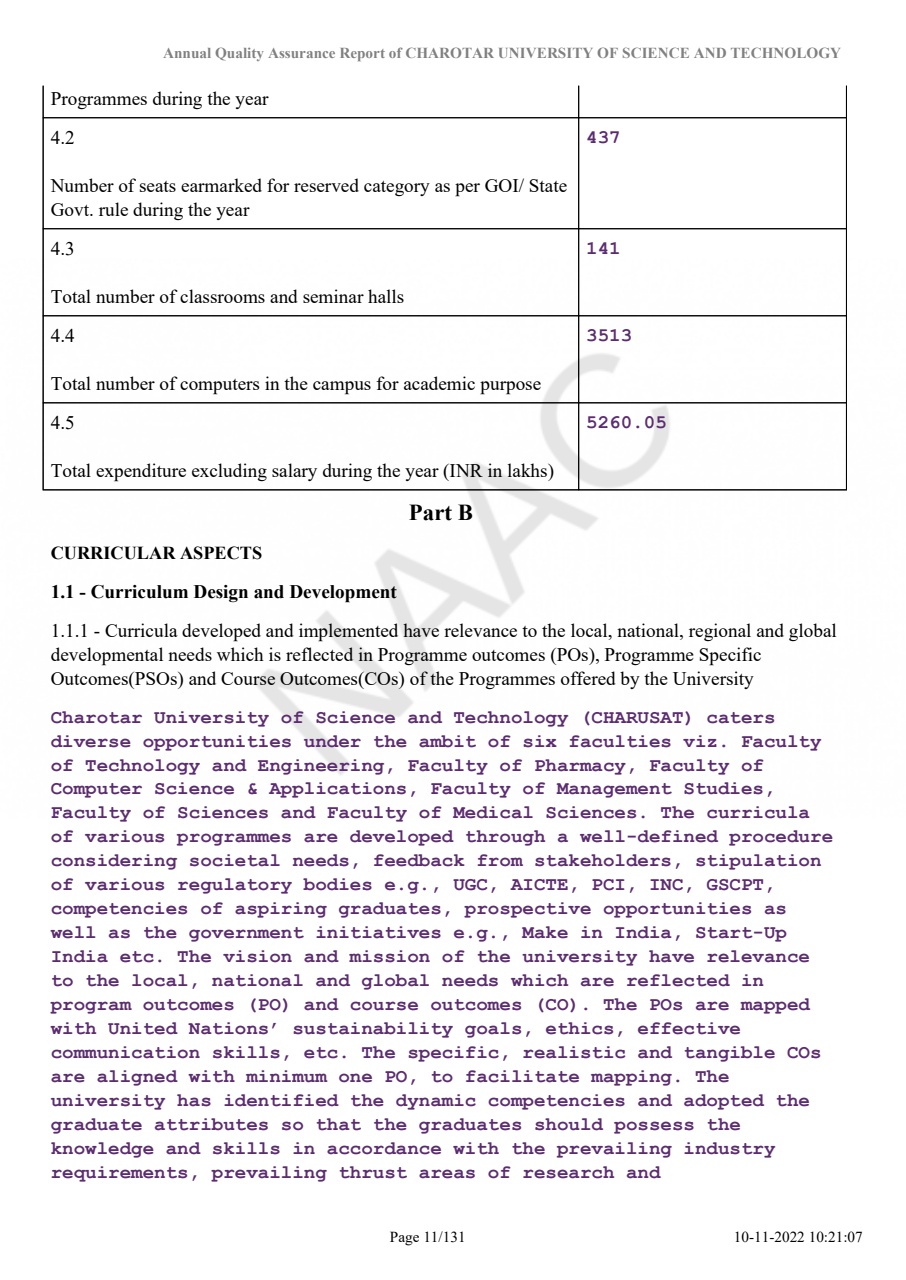 Annual Quality Assurance Report of CHAROTAR UNIVERSITY OF SCIENCE AND TECHNOLOGY
Programmes during the year
4.2
437
Number of seats earmarked for reserved category as per GOI/ State
Govt. rule during the year
4.3
141
Total number of classrooms and seminar halls
4.4
3513
Total number of computers in the campus for academic purpose
4.5
5260.05
Total expenditure excluding salary during the year (INR in lakhs)
NAAC
Part B
CURRICULAR ASPECTS
1.1 - Curriculum Design and Development
1.1.1 - Curricula developed and implemented have relevance to the local, national, regional and global
developmental needs which is reflected in Programme outcomes (POs), Programme Specific
Outcomes(PSOs) and Course Outcomes(COs) of the Programmes offered by the University
Charotar University of Science and Technology (CHARUSAT) caters
diverse opportunities under the ambit of six faculties viz. Faculty
of Technology and Engineering, Faculty of Pharmacy, Faculty of
Computer Science & Applications, Faculty of Management Studies,
Faculty of Sciences and Faculty of Medical Sciences. The curricula
of various programmes are developed through a well-defined procedure
considering societal needs, feedback from stakeholders, stipulation
of various regulatory bodies e.g., UGC, AICTE, PCI, INC, GSCPT,
competencies of aspiring graduates, prospective opportunities as
well as the government initiatives e.g., Make in India, Start-Up
India etc. The vision and mission of the university have relevance
to the local, national and global needs which are reflected in
program outcomes (PO) and course outcomes (CO). The POs are mapped
with United Nations’ sustainability goals, ethics, effective
communication skills, etc. The specific, realistic and tangible COs
are aligned with minimum one PO, to facilitate mapping. The
university has identified the dynamic competencies and adopted the
graduate attributes so that the graduates should possess the
knowledge and skills in accordance with the prevailing industry
requirements, prevailing thrust areas of research and
Page 11/131
10-11-2022 10:21:07